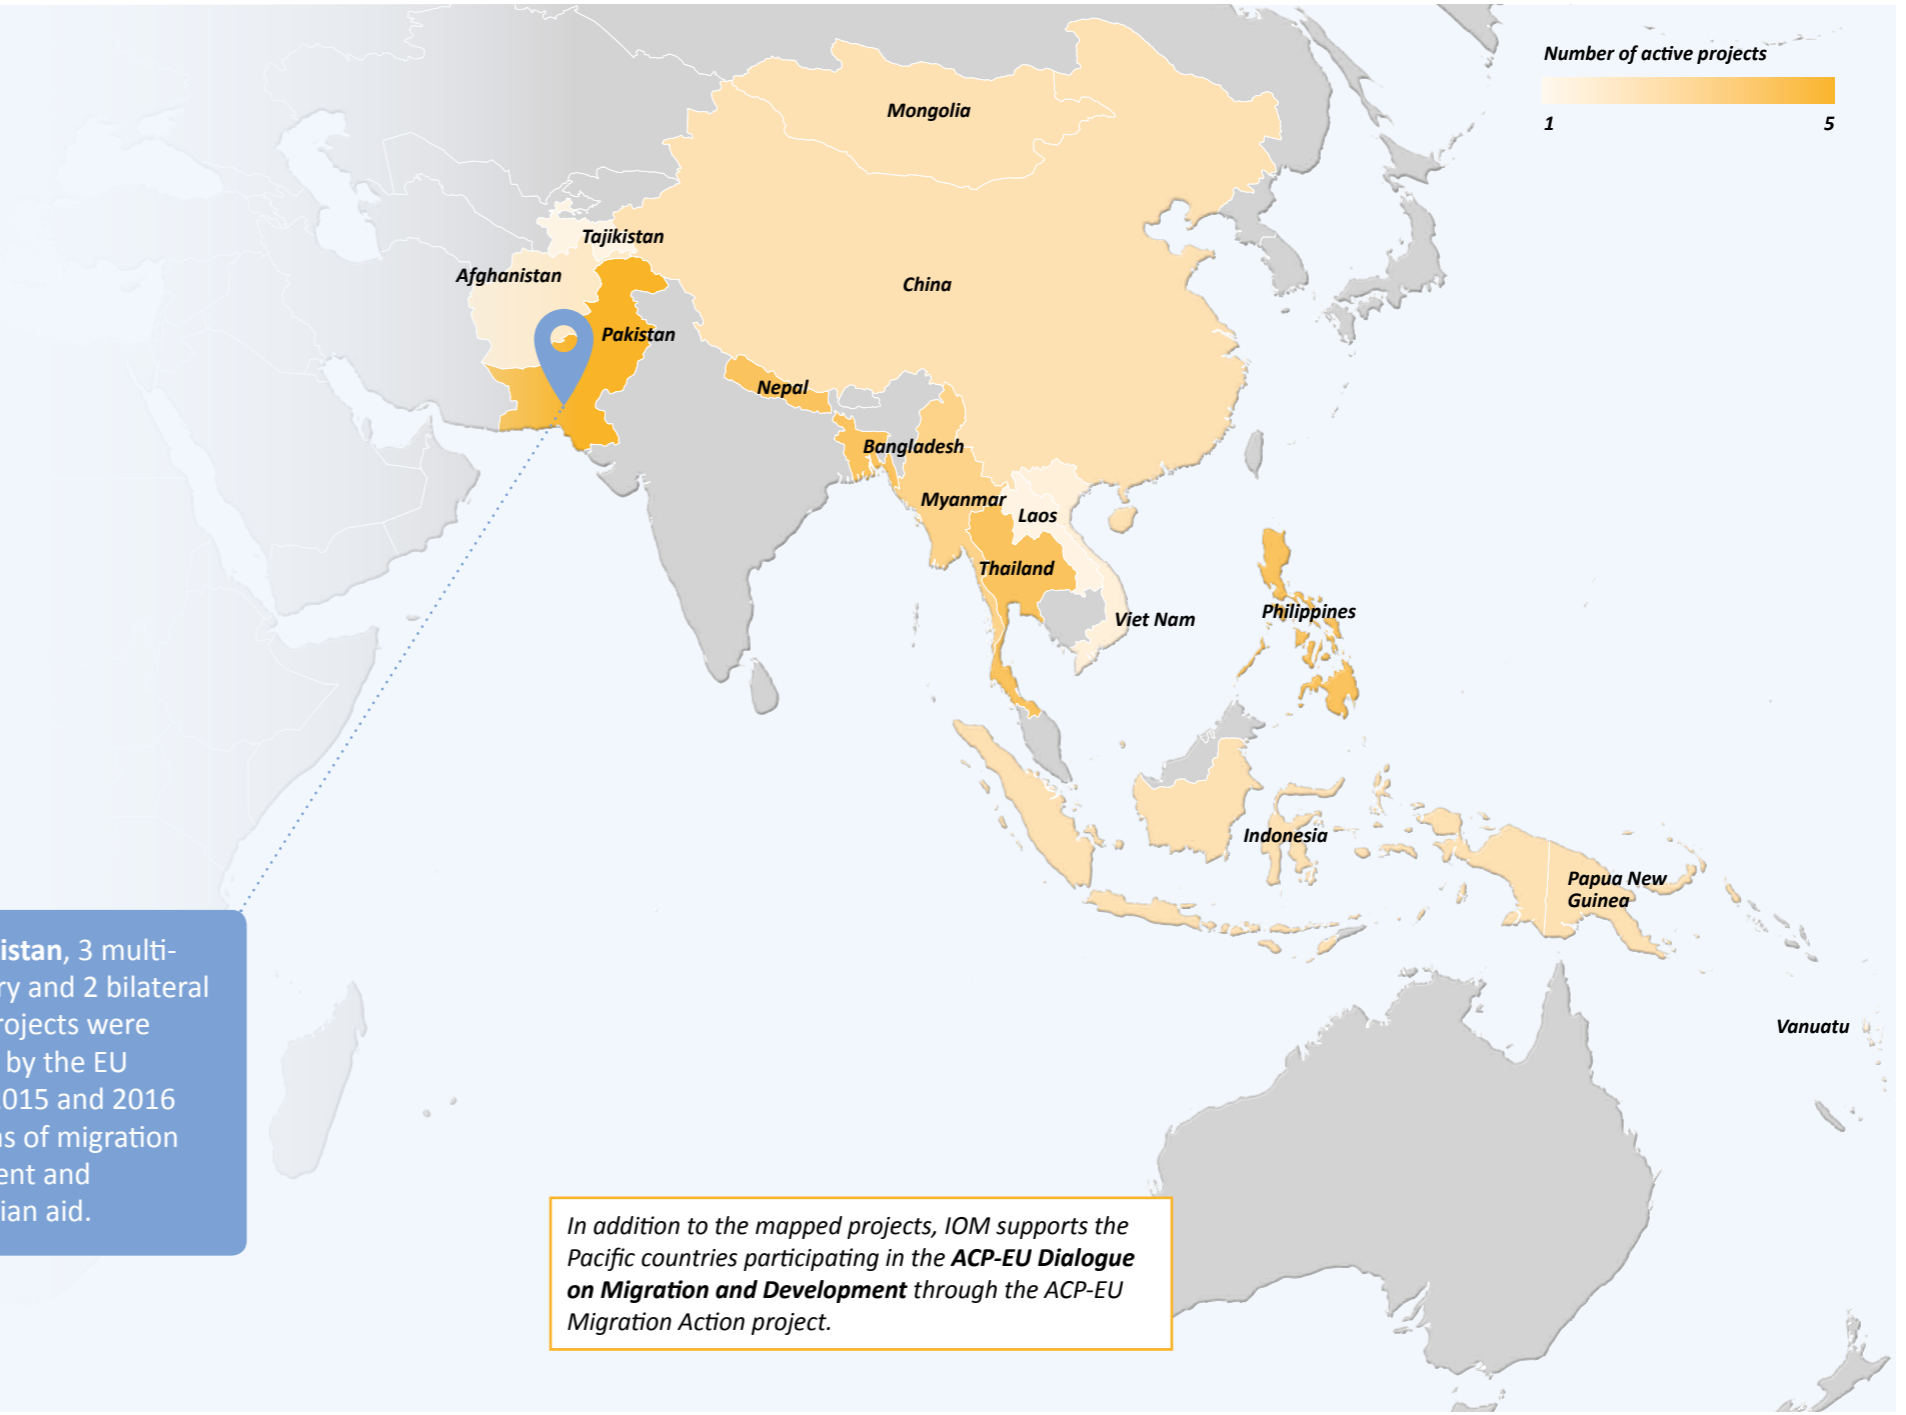 Number of active projects
1 5
Mongolia
Tajikistan
Afghanistan
China
Pakistan
Nepal
Bangladesh
Myanmar
Laos
Thailand
Viet Nam
Philippines
Indonesia
Papua New
Guinea
Vanuatu
istan, 3 multi-
ry and 2 bilateral
rojects were
by the EU
2015 and 2016
ns of migration
ent and
ian aid.
In addition to the mapped projects, IOM supports the
Pacific countries participating in the ACP-EU Dialogue
on Migration and Development through the ACP-EU
Migration Action project.